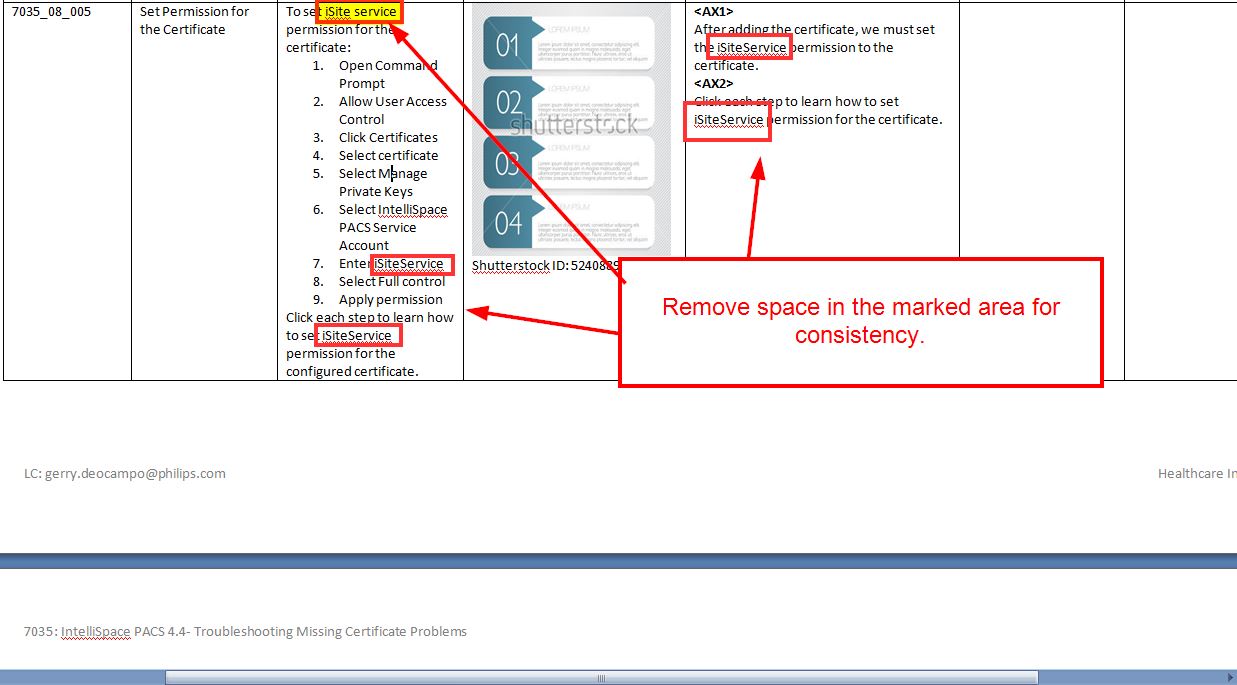 7035_08_005
Set Permission for
the Certificate
To set iSite service
permission for the
certificate:
1. Open Command
Prompt
2. Allow User Access
Control
3. Click Certificates
4. Select certificate
5. Select Manage
Private Keys
6. Select IntelliSpace
PACS Service
Account
7. Enter iSiteService
8. Select Full control
9. Apply permission
Click each step to learn how
to set iSiteService
permission for the
configured certificate.
01
LOREM IPSUM
02
LOREM IPSUM
shutterstock
03
LOREM IPSUM
04
LOREM IPSUM
Shutterstock ID: 5240889
<AX1>
After adding the certificate, we must set
the iSiteService permission to the
certificate.
<AX2>
Click each step to learn how to set
iSiteService permission for the certificate.
Remove space in the marked area for
consistency.
LC: gerry.deocampo@philips.com
Healthcare In
7035: IntelliSpace PACS 4.4- Troubleshooting Missing Certificate Problems